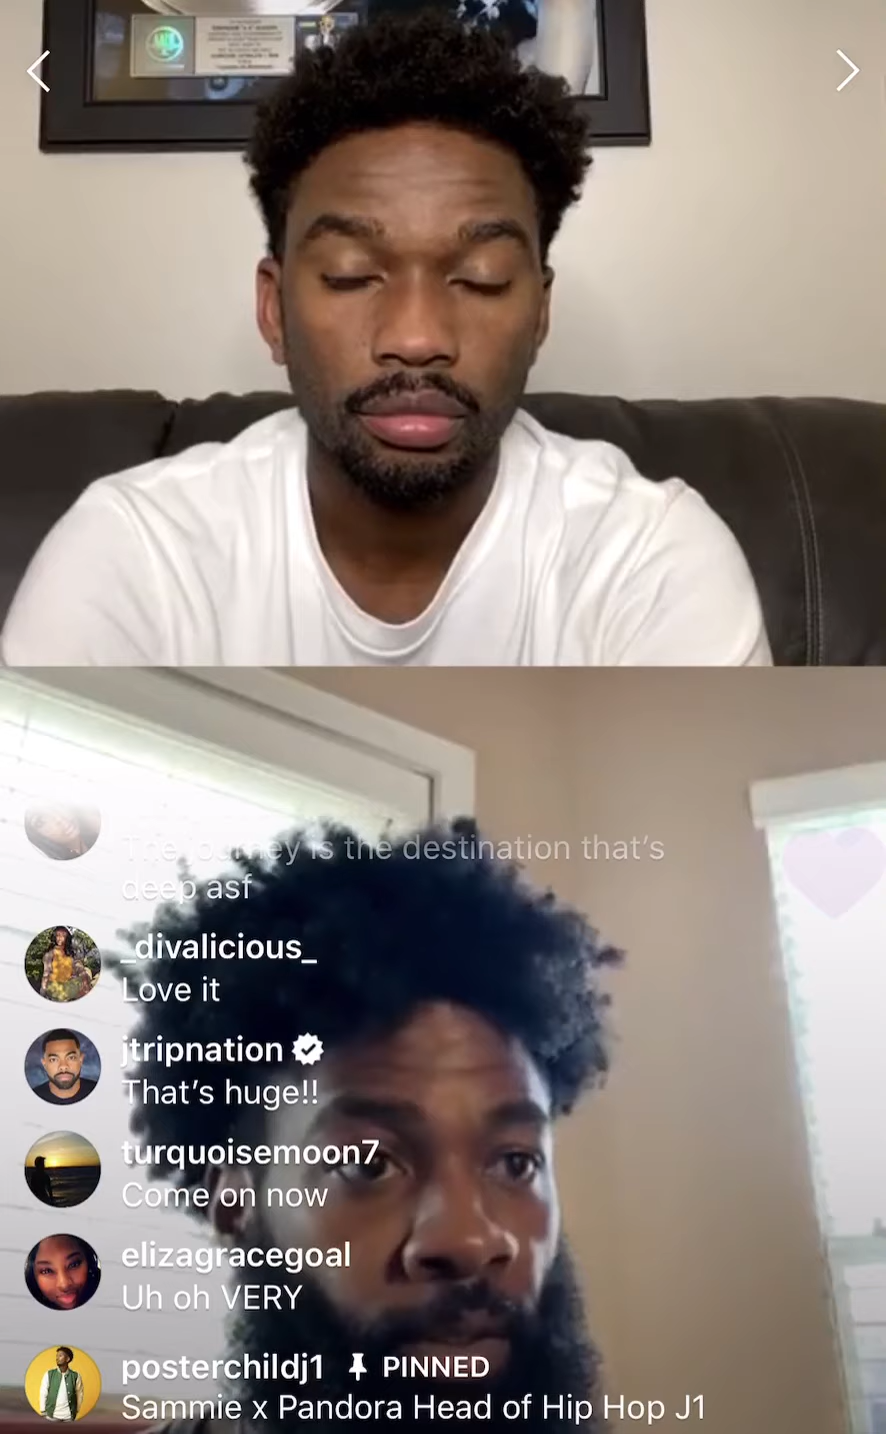 The journey is the destination that's
deep asf
_divalicious_
Love it
jtripnation
That's huge!!
turquoisemoon7
Come on now
elizagracegoal
Uh oh VERY
posterchildj1 PINNED
Sammie x Pandora Head of Hip Hop J1